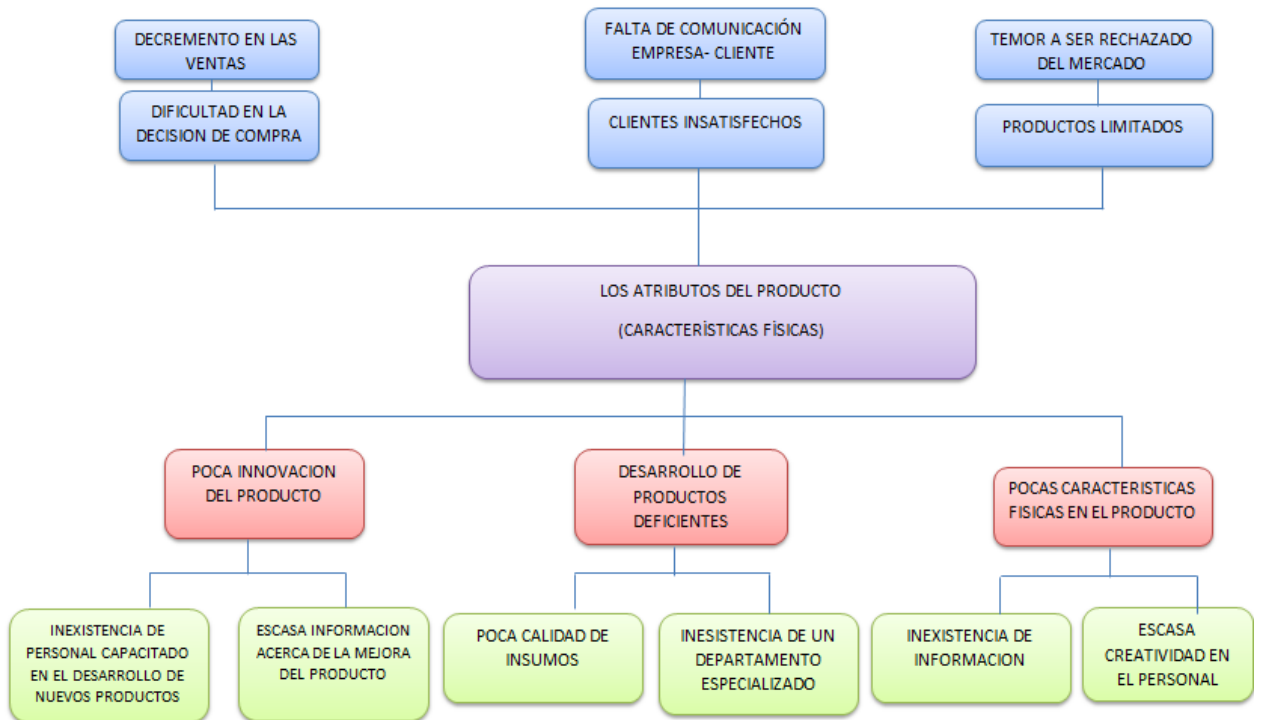 DECREMENTO EN LAS
VENTAS
FALTA DE COMUNICACIÓN
EMPRESA- CLIENTE
TEMOR A SER RECHAZADO
DEL MERCADO
DIFICULTAD EN LA
DECISION DE COMPRA
CLIENTES INSATISFECHOS
PRODUCTOS LIMITADOS
LOS ATRIBUTOS DEL PRODUCTO
(CARACTERÌSTICAS FÌSICAS)
POCA INNOVACION
DEL PRODUCTO
DESARROLLO DE
PRODUCTOS
DEFICIENTES
POCAS CARACTERISTICAS
FISICAS EN EL PRODUCTO
INEXISTENCIA DE
PERSONAL CAPACITADO
EN EL DESARROLLO DE
NUEVOS PRODUCTOS
ESCASA INFORMACION
ACERCA DE LA MEJORA
DEL PRODUCTO
POCA CALIDAD DE
INSUMOS
INESISTENCIA DE UN
DEPARTAMENTO
ESPECIALIZADO
INEXISTENCIA DE
INFORMACION
ESCASA
CREATIVIDAD EN
EL PERSONAL